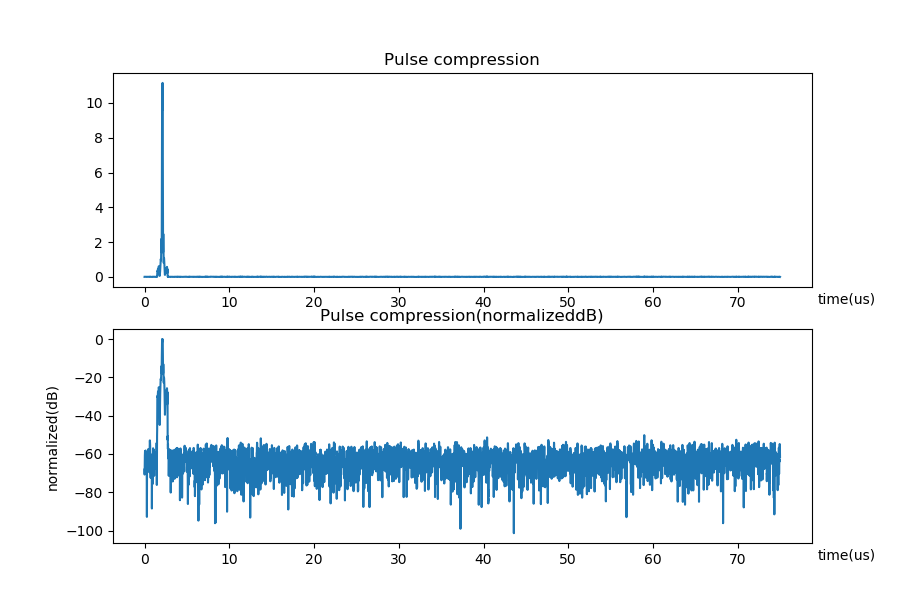 Pulse compression
10
8
6
4
2
0
0 10 20 30 40 50 60 70
time(us)
Pulse compression(normalizeddB)
normalized(dB)
0
−20
−40
−60
−80
−100
0 10 20 30 40 50 60 70
time(us)